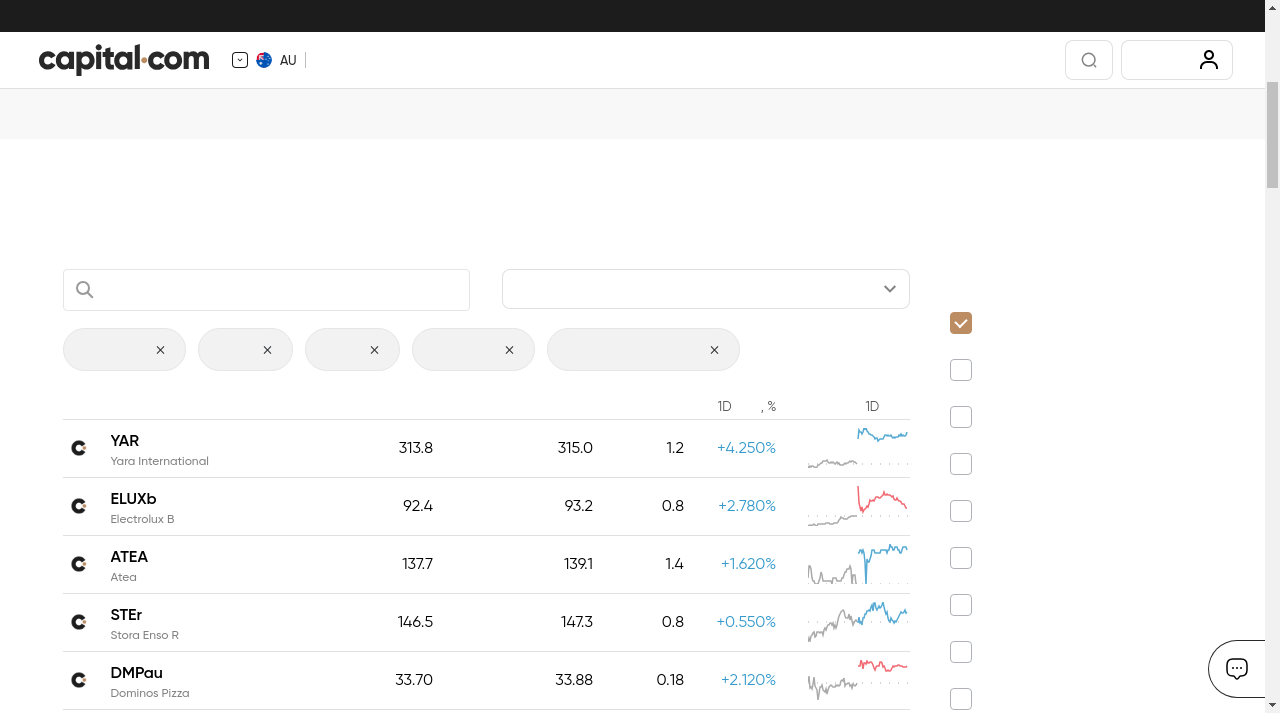 capital.com
AU
1D , % 1D
YAR 313.8 315.0 1.2 +4.250%
Yara International
ELUXb 92.4 93.2 0.8 +2.780%
Electrolux B
ATEA 137.7 139.1 1.4 +1.620%
Atea
STEr 146.5 147.3 0.8 +0.550%
Stora Enso R
DMPau 33.70 33.88 0.18 +2.120%
Dominos Pizza